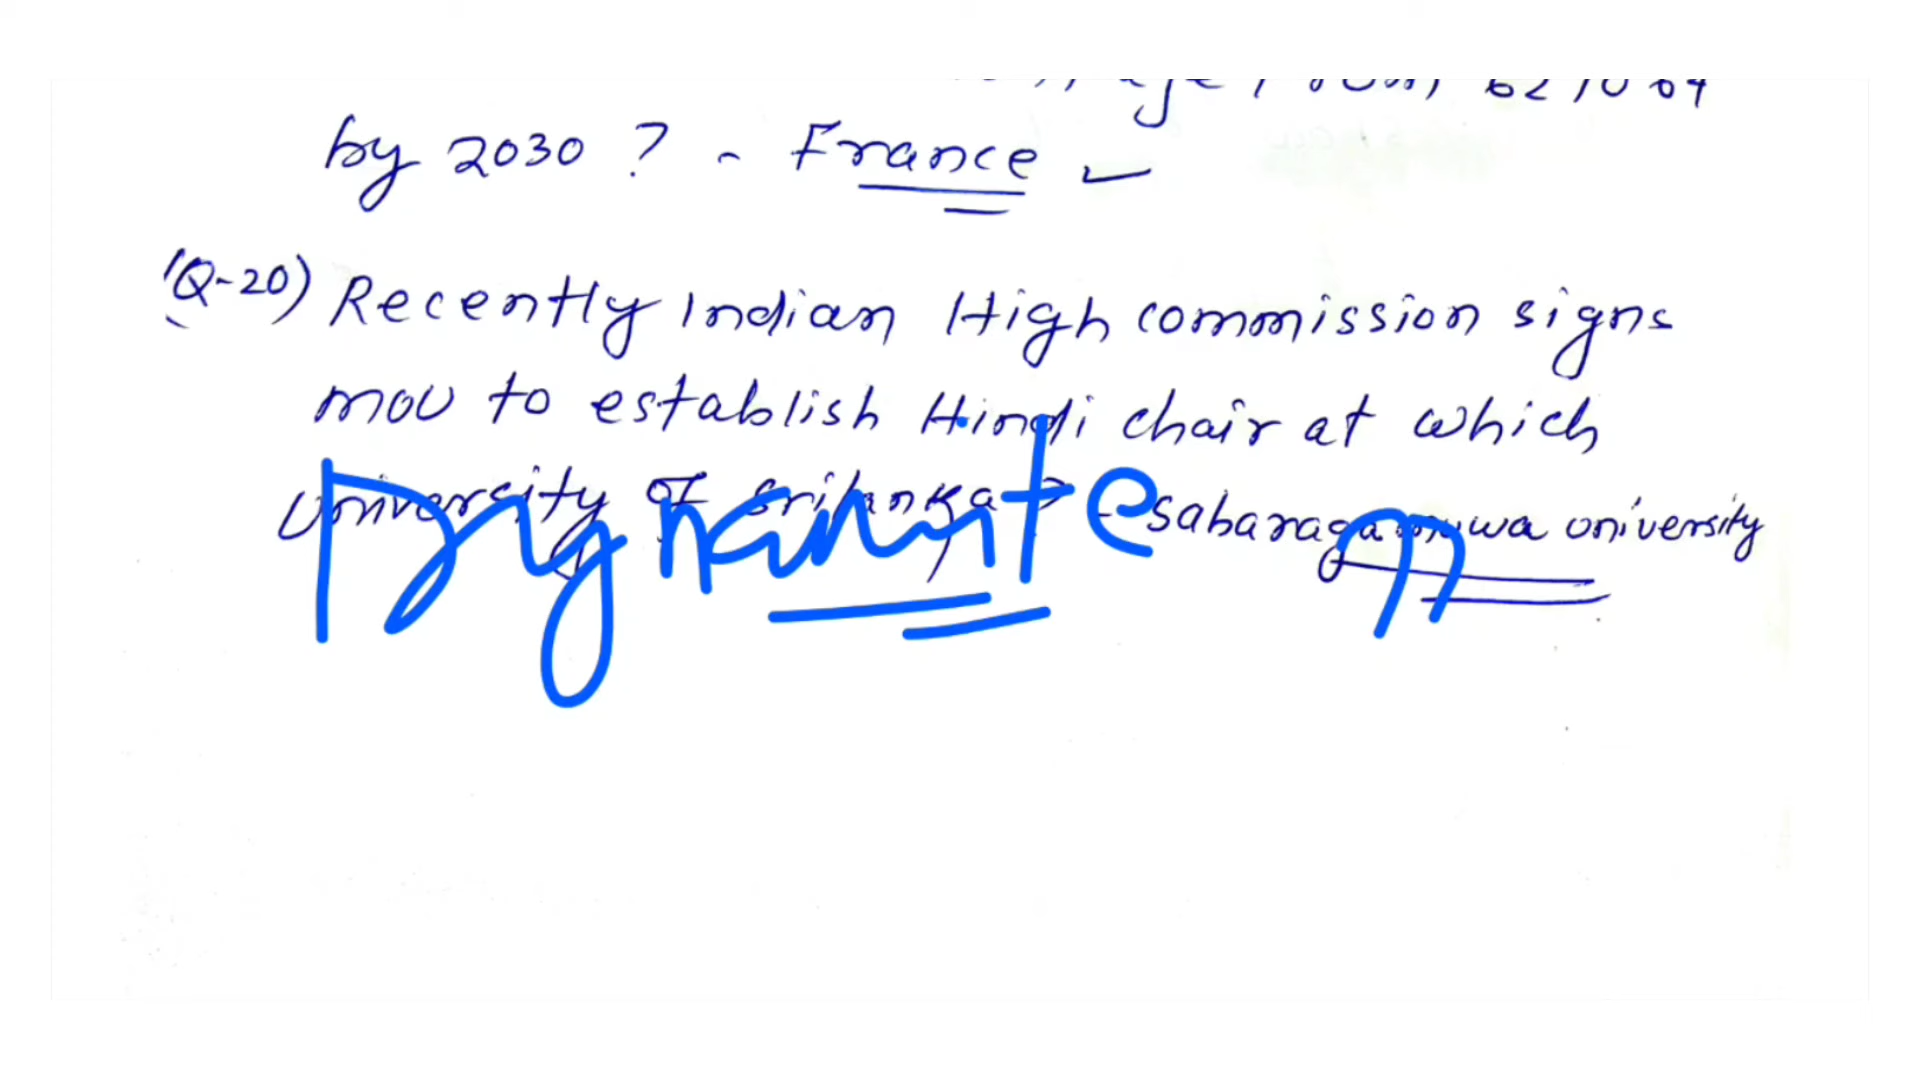 by 2030 ? - France
(Q-20) Recently Indian High commission signs
mou to establish Hindi chair at which
University of Srilanka ? - Sabaragamuwa University
Dynamite